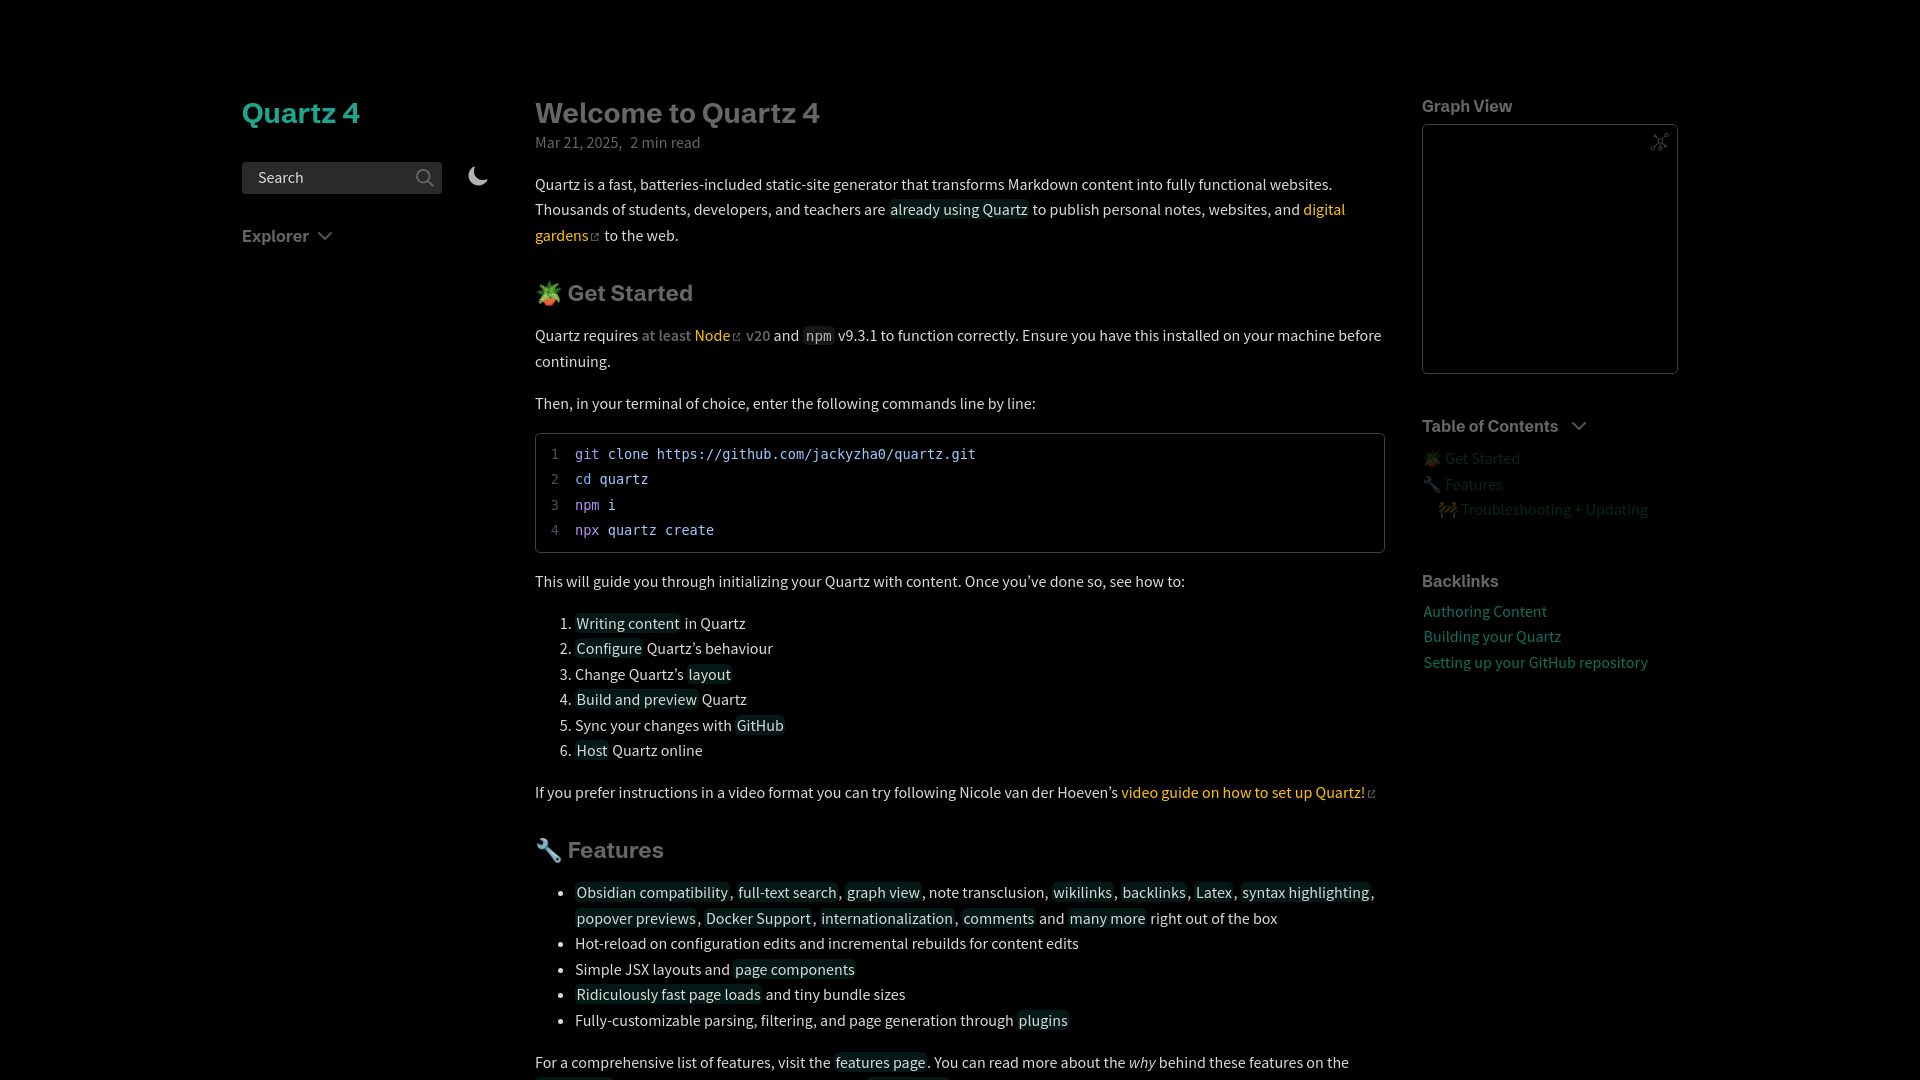 Quartz 4
Search
Explorer
Welcome to Quartz 4
Mar 21, 2025, 2 min read
Quartz is a fast, batteries-included static-site generator that transforms Markdown content into fully functional websites.
Thousands of students, developers, and teachers are already using Quartz to publish personal notes, websites, and digital
gardens to the web.
🪴 Get Started
Quartz requires at least Node v20 and npm v9.3.1 to function correctly. Ensure you have this installed on your machine before
continuing.
Then, in your terminal of choice, enter the following commands line by line:
1 git clone https://github.com/jackyzha0/quartz.git
2 cd quartz
3 npm i
4 npx quartz create
This will guide you through initializing your Quartz with content. Once you’ve done so, see how to:
1. Writing content in Quartz
2. Configure Quartz’s behaviour
3. Change Quartz’s layout
4. Build and preview Quartz
5. Sync your changes with GitHub
6. Host Quartz online
If you prefer instructions in a video format you can try following Nicole van der Hoeven’s video guide on how to set up Quartz!
🔧 Features
• Obsidian compatibility, full-text search, graph view, note transclusion, wikilinks, backlinks, Latex, syntax highlighting,
popover previews, Docker Support, internationalization, comments and many more right out of the box
• Hot-reload on configuration edits and incremental rebuilds for content edits
• Simple JSX layouts and page components
• Ridiculously fast page loads and tiny bundle sizes
• Fully-customizable parsing, filtering, and page generation through plugins
For a comprehensive list of features, visit the features page. You can read more about the why behind these features on the
Graph View
Table of Contents
🪴 Get Started
🔧 Features
🚧 Troubleshooting + Updating
Backlinks
Authoring Content
Building your Quartz
Setting up your GitHub repository